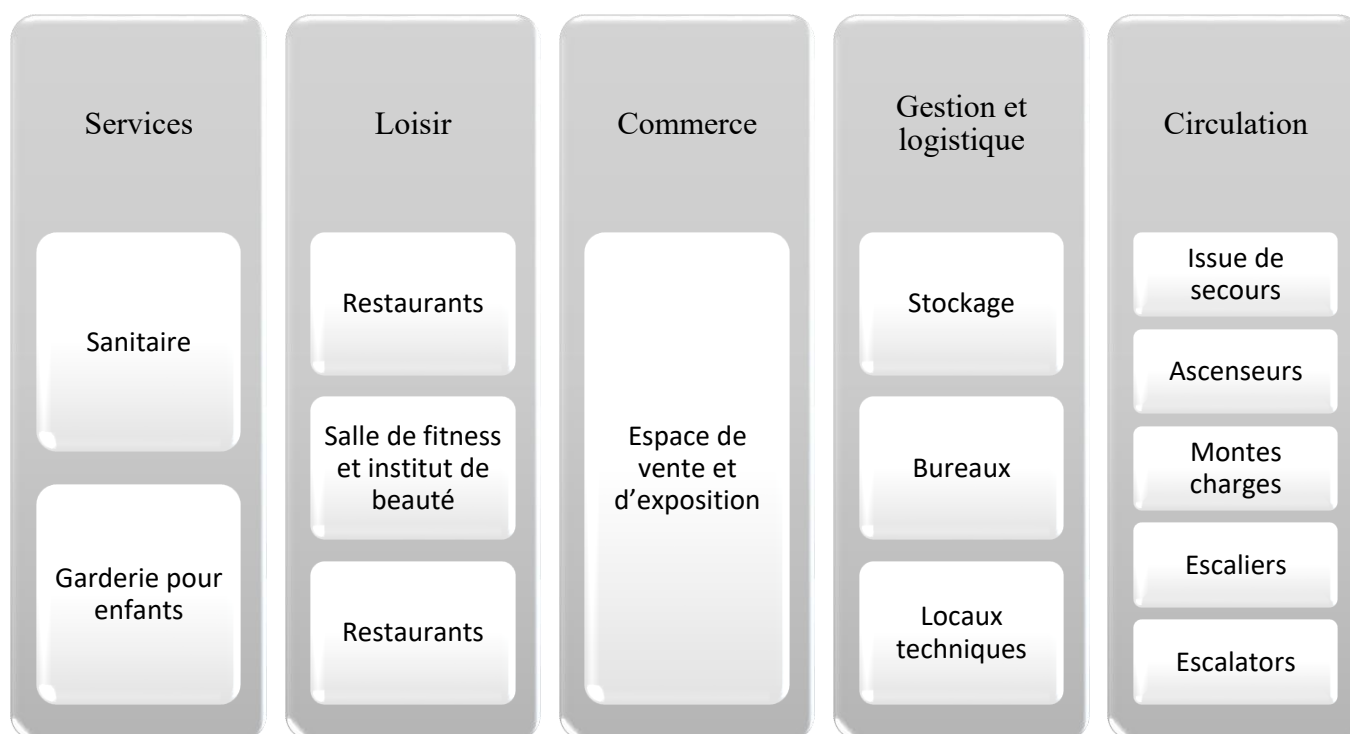 Services
Sanitaire
Garderie pour
enfants
Loisir
Restaurants
Salle de fitness
et institut de
beauté
Restaurants
Commerce
Espace de
vente et
d’exposition
Gestion et
logistique
Stockage
Bureaux
Locaux
techniques
Circulation
Issue de
secours
Ascenseurs
Montes
charges
Escaliers
Escalators